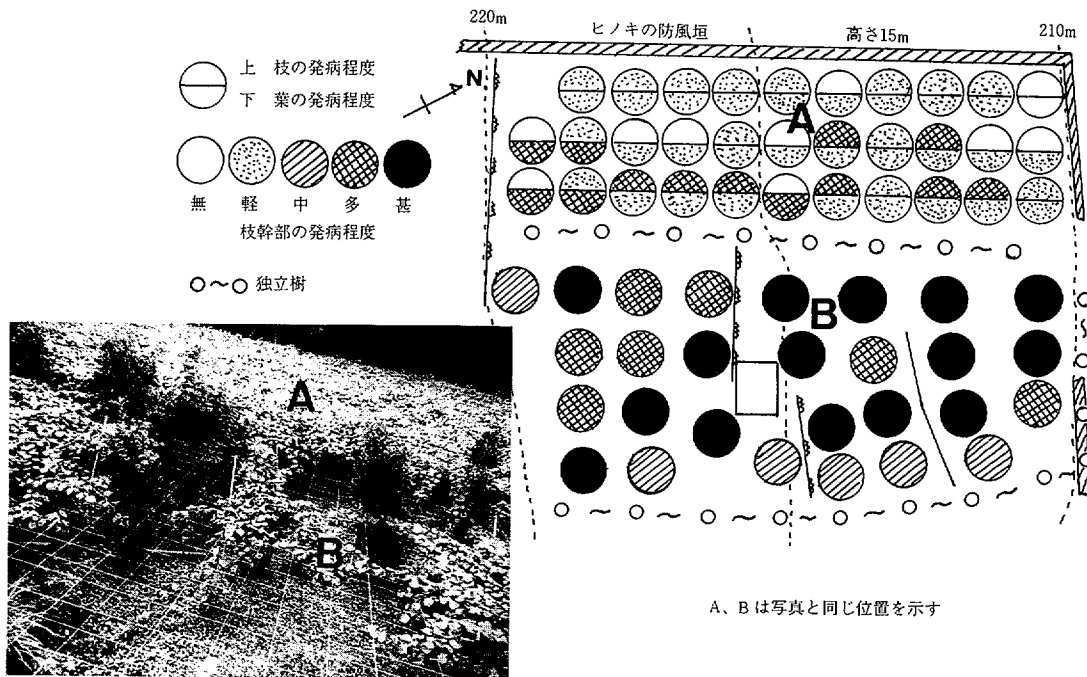 220m
ヒノキの防風垣
高さ15m
210m
上 枝の発病程度
下 葉の発病程度
N
無 軽 中 多 甚
枝幹部の発病程度
○〜○ 独立樹
A
B
A
B
A、Bは写真と同じ位置を示す